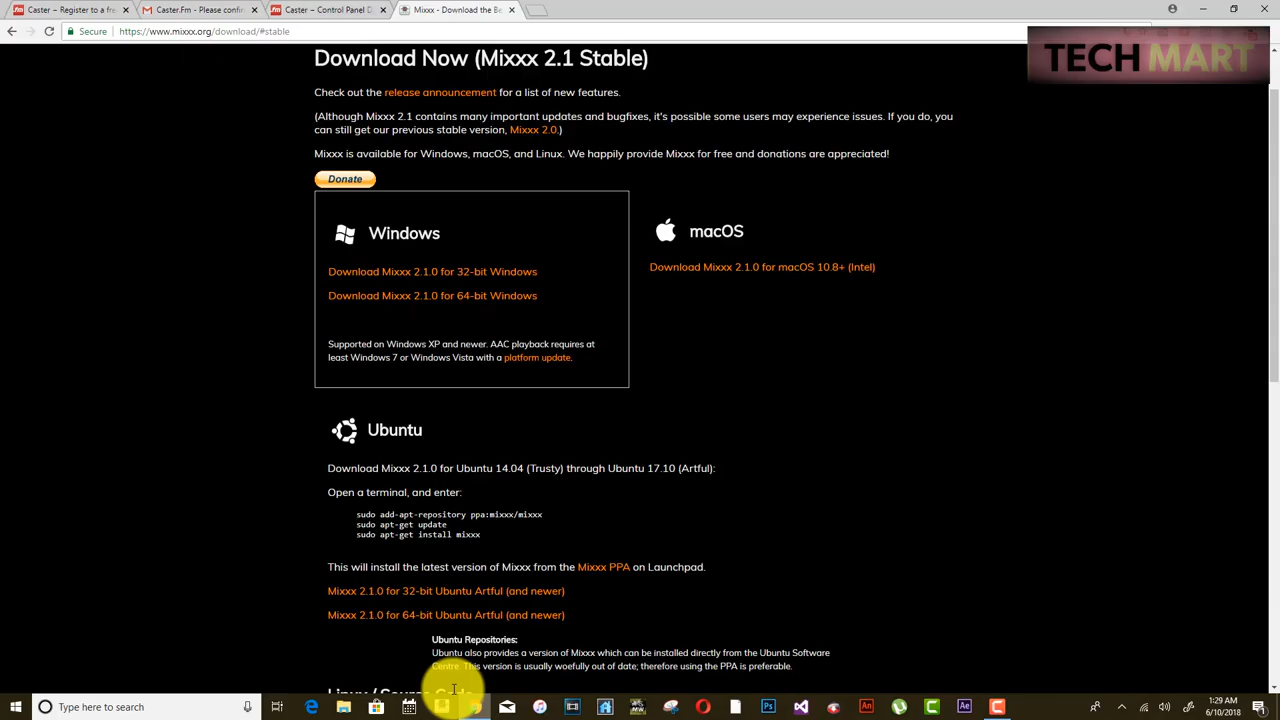 Caster – Register to a fre
Caster.Fm - Please confir
Caster – Control Panel D
Mixxx - Download the Be
Secure
https://www.mixxx.org/download/#stable
TECH MART
Download Now (Mixxx 2.1 Stable)
Check out the release announcement for a list of new features.
(Although Mixxx 2.1 contains many important updates and bugfixes, it's possible some users may experience issues. If you do, you
can still get our previous stable version, Mixxx 2.0.)
Mixxx is available for Windows, macOS, and Linux. We happily provide Mixxx for free and donations are appreciated!
Donate
Windows
Download Mixxx 2.1.0 for 32-bit Windows
Download Mixxx 2.1.0 for 64-bit Windows
Supported on Windows XP and newer. AAC playback requires at
least Windows 7 or Windows Vista with a platform update.
macOS
Download Mixxx 2.1.0 for macOS 10.8+ (Intel)
Ubuntu
Download Mixxx 2.1.0 for Ubuntu 14.04 (Trusty) through Ubuntu 17.10 (Artful):
Open a terminal, and enter:
sudo add-apt-repository ppa:mixxx/mixxx
sudo apt-get update
sudo apt-get install mixxx
This will install the latest version of Mixxx from the Mixxx PPA on Launchpad.
Mixxx 2.1.0 for 32-bit Ubuntu Artful (and newer)
Mixxx 2.1.0 for 64-bit Ubuntu Artful (and newer)
Ubuntu Repositories:
Ubuntu also provides a version of Mixxx which can be installed directly from the Ubuntu Software
Centre. This version is usually woefully out of date; therefore using the PPA is preferable.
Linux / Source Code
Type here to search
1:29 AM
6/10/2018